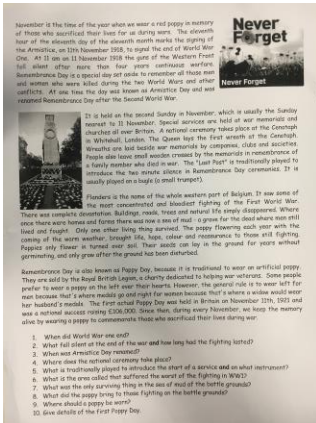 November is the time of the year when we wear a red poppy in memory
of those who sacrificed their lives for us during wars. The eleventh
hour of the eleventh day of the eleventh month marks the signing of
the Armistice, on 11th November 1918, to signal the end of World War
One. At 11 am on 11 November 1918 the guns of the Western Front
fell silent after more than four years continuous warfare.
Remembrance Day is a special day set aside to remember all those men
and women who were killed during the two World Wars and other
conflicts. At one time the day was known as Armistice Day and was
renamed Remembrance Day after the Second World War.
Never
Forget
Never Forget
It is held on the second Sunday in November, which is usually the Sunday
nearest to 11 November. Special services are held at war memorials and
churches all over Britain. A national ceremony takes place at the Cenotaph
in Whitehall, London. The Queen lays the first wreath at the Cenotaph.
Wreaths are laid beside war memorials by companies, clubs and societies.
People also leave small wooden crosses by the memorials in remembrance of
a family member who died in war. The "Last Post" is traditionally played to
introduce the two minute silence in Remembrance Day ceremonies. It is
usually played on a bugle (a small trumpet).
Flanders is the name of the whole western part of Belgium. It saw some of
the most concentrated and bloodiest fighting of the First World War.
There was complete devastation. Buildings, roads, trees and natural life simply disappeared. Where
once there were homes and farms there was now a sea of mud - a grave for the dead where men still
lived and fought. Only one other living thing survived. The poppy flowering each year with the
coming of the warm weather, brought life, hope, colour and reassurance to those still fighting.
Poppies only flower in turned over soil. Their seeds can lay in the ground for years without
germinating, and only grow after the ground has been disturbed.
Remembrance Day is also known as Poppy Day, because it is traditional to wear an artificial poppy.
They are sold by the Royal British Legion, a charity dedicated to helping war veterans. Some people
prefer to wear a poppy on the left over their hearts. However, the general rule is to wear left for
men because that's where medals go and right for women because that's where a widow would wear
her husband's medals. The first actual Poppy Day was held in Britain on November 11th, 1921 and
was a national success raising £106,000. Since then, during every November, we keep the memory
alive by wearing a poppy to commemorate those who sacrificed their lives during war.
1. When did World War one end?
2. What fell silent at the end of the war and how long had the fighting lasted?
3. When was Armistice Day renamed?
4. Where does the national ceremony take place?
5. What is traditionally played to introduce the start of a service and on what instrument?
6. What is the area called that suffered the worst of the fighting in WW1?
7. What was the only surviving thing in the sea of mud of the battle grounds?
8. What did the poppy bring to those fighting on the battle grounds?
9. Where should a poppy be worn?
10. Give details of the first Poppy Day.